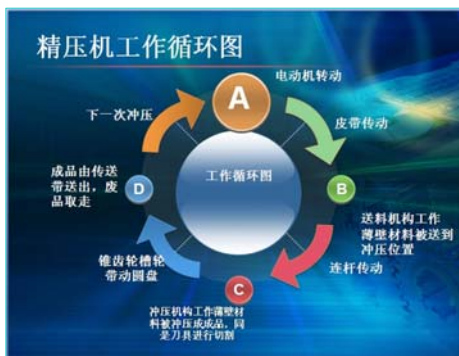 精压机工作循环图
A
电动机转动
下一次冲压
皮带传动
成品由传送
带送出，废
品取走
D
工作循环图
B
送料机构工作
薄壁材料被送到
冲压位置
锥齿轮槽轮
带动圆盘
连杆传动
C
冲压机构工作薄壁材
料被冲压成成品，同
是刀具进行切割